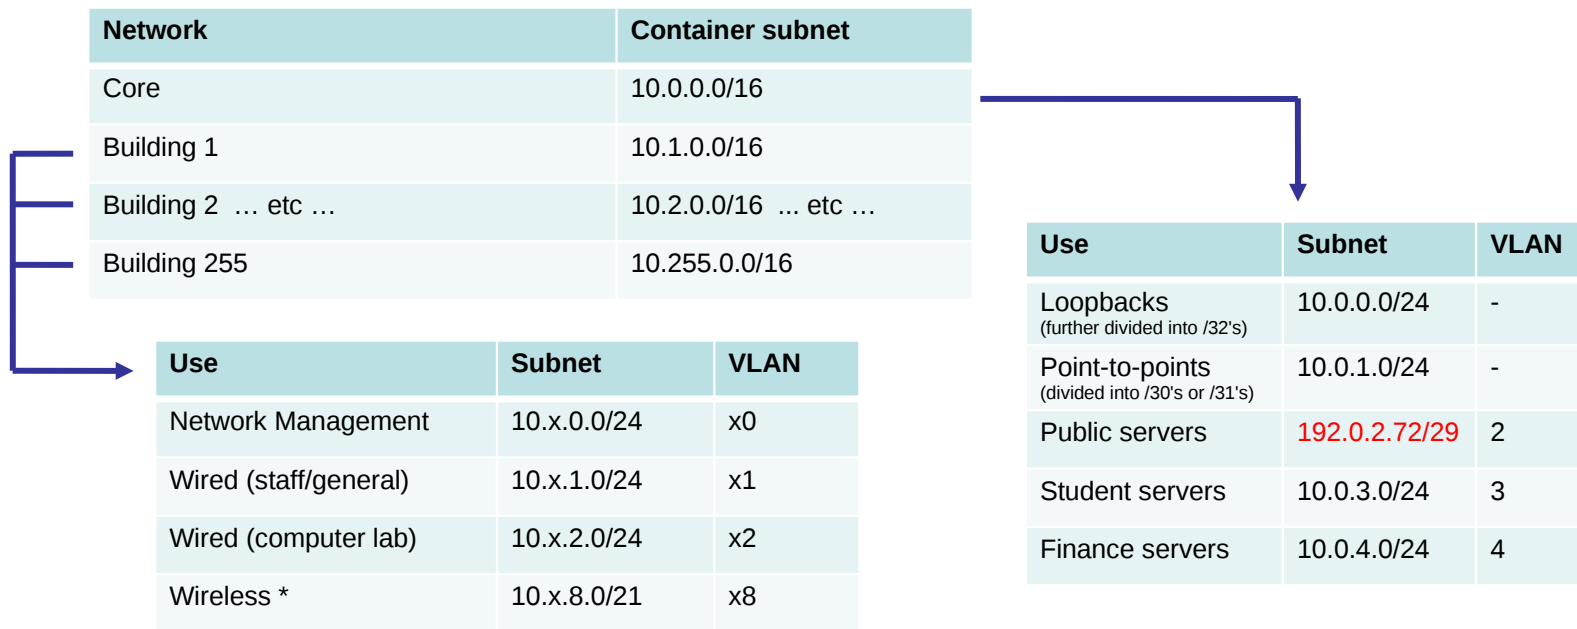 Network Container subnet
Core 10.0.0.0/16
Building 1 10.1.0.0/16
Building 2 … etc … 10.2.0.0/16 ... etc …
Building 255 10.255.0.0/16
Use Subnet VLAN
Network Management 10.x.0.0/24 x0
Wired (staff/general) 10.x.1.0/24 x1
Wired (computer lab) 10.x.2.0/24 x2
Wireless * 10.x.8.0/21 x8
Use Subnet VLAN
Loopbacks 10.0.0.0/24 -
(further divided into /32's)
Point-to-points 10.0.1.0/24 -
(divided into /30's or /31's)
Public servers 192.0.2.72/29 2
Student servers 10.0.3.0/24 3
Finance servers 10.0.4.0/24 4